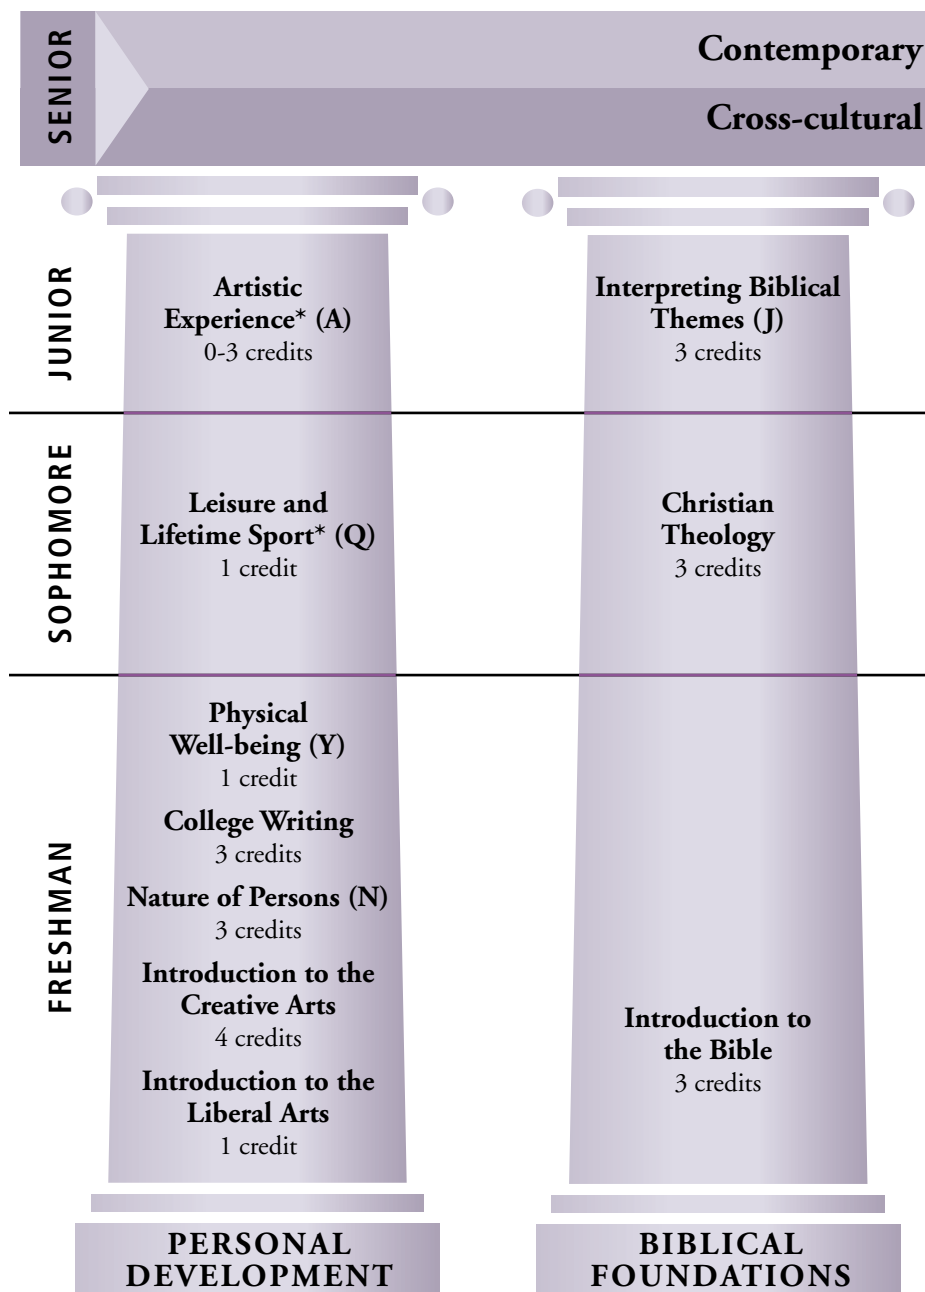 SENIOR
Contemporary
Cross-cultural
JUNIOR
Artistic
Experience* (A)
0-3 credits
Interpreting Biblical
Themes (J)
3 credits
SOPHOMORE
Leisure and
Lifetime Sport* (Q)
1 credit
Christian
Theology
3 credits
FRESHMAN
Physical
Well-being (Y)
1 credit
College Writing
3 credits
Nature of Persons (N)
3 credits
Introduction to the
Creative Arts
4 credits
Introduction to the
Liberal Arts
1 credit
Introduction to
the Bible
3 credits
PERSONAL
DEVELOPMENT
BIBLICAL
FOUNDATIONS